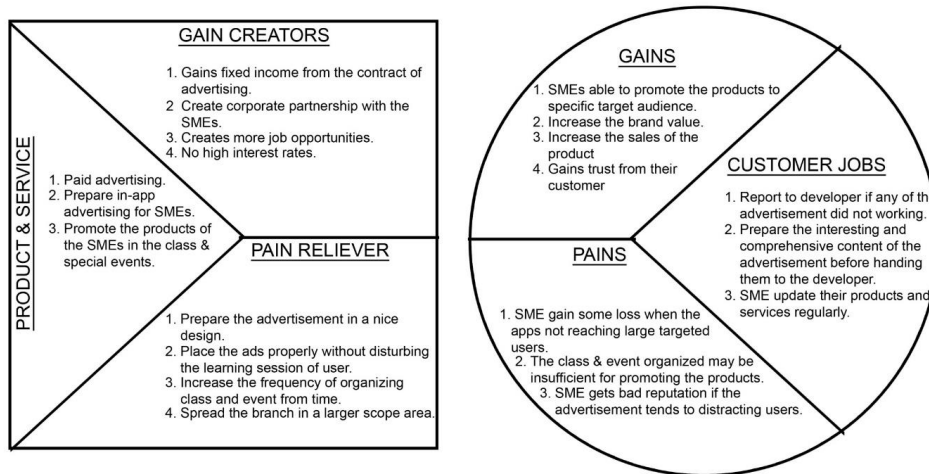 GAIN CREATORS
1. Gains fixed income from the contract of
advertising.
2 Create corporate partnership with the
SMEs.
3. Creates more job opportunities.
4. No high interest rates.
PRODUCT & SERVICE
1. Paid advertising.
2. Prepare in-app
advertising for SMEs.
3. Promote the products of
the SMEs in the class &
special events.
PAIN RELIEVER
1. Prepare the advertisement in a nice
design.
2. Place the ads properly without disturbing
the learning session of user.
3. Increase the frequency of organizing
class and event from time.
4. Spread the branch in a larger scope area.
GAINS
1. SMEs able to promote the products to
specific target audience.
2. Increase the brand value.
3. Increase the sales of the
product
4. Gains trust from their
customer
CUSTOMER JOBS
1. Report to developer if any of th
advertisement did not working.
2. Prepare the interesting and
comprehensive content of the
advertisement before handing
them to the developer.
3. SME update their products and
services regularly.
PAINS
1. SME gain some loss when the
apps not reaching large targeted
users.
2. The class & event organized may be
insufficient for promoting the products.
3. SME gets bad reputation if the
advertisement tends to distracting users.